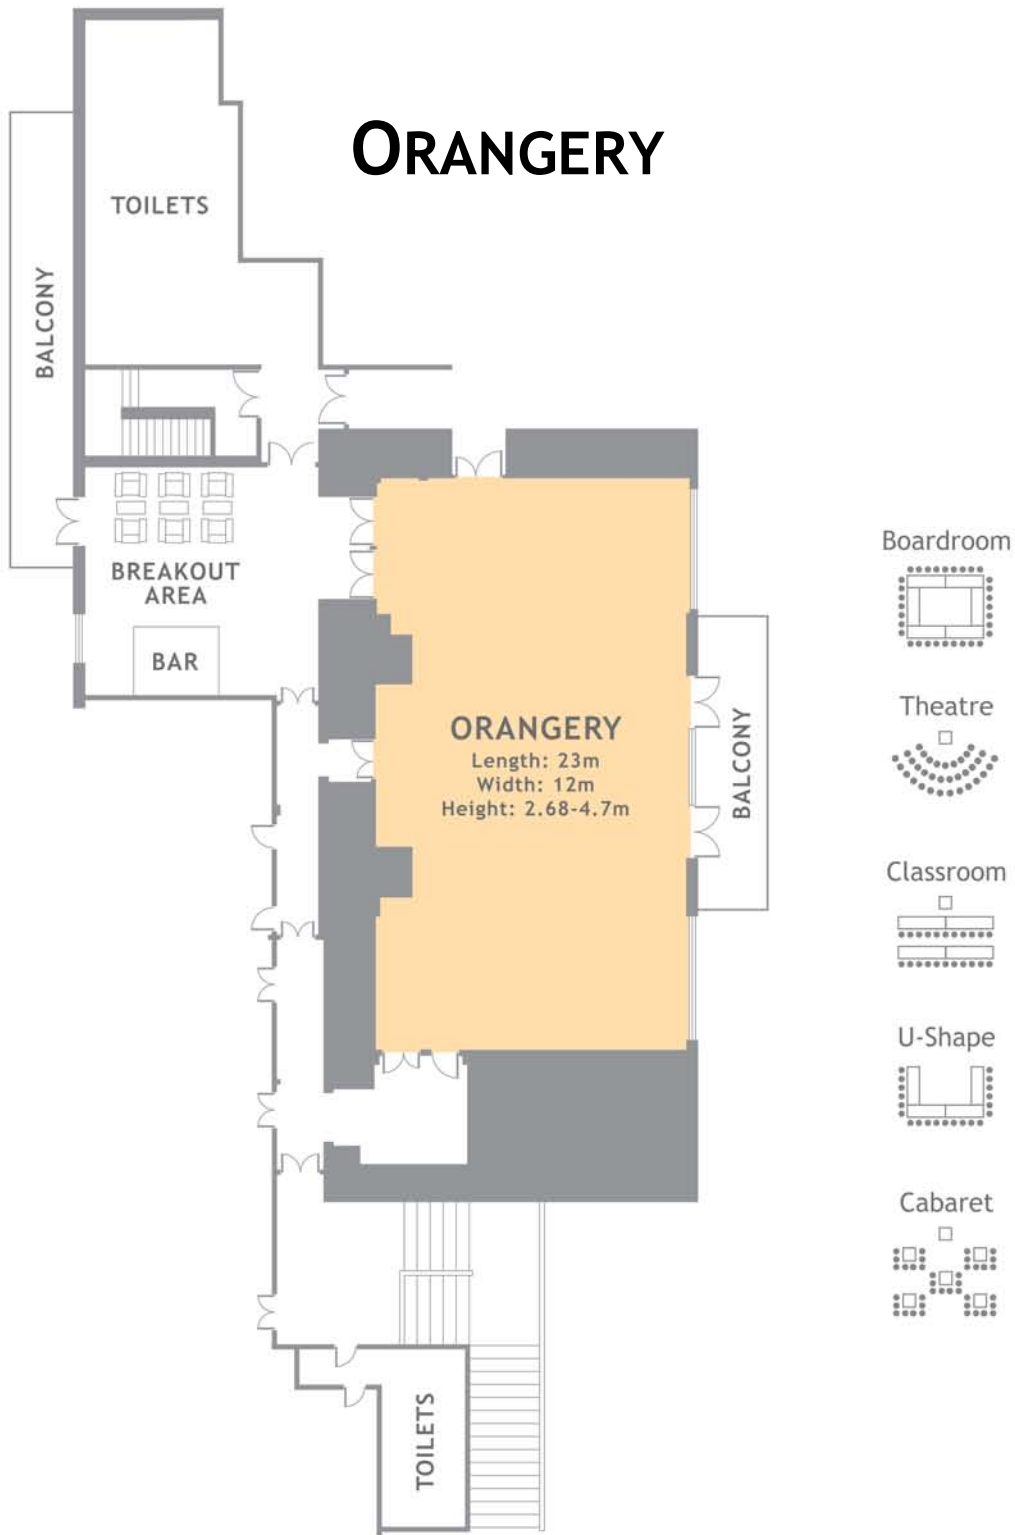 ORANGERY
TOILETS
BALCONY
BREAKOUT
AREA
BAR
ORANGERY
Length: 23m
Width: 12m
Height: 2.68-4.7m
BALCONY
TOILETS
Boardroom
Theatre
Classroom
U-Shape
Cabaret